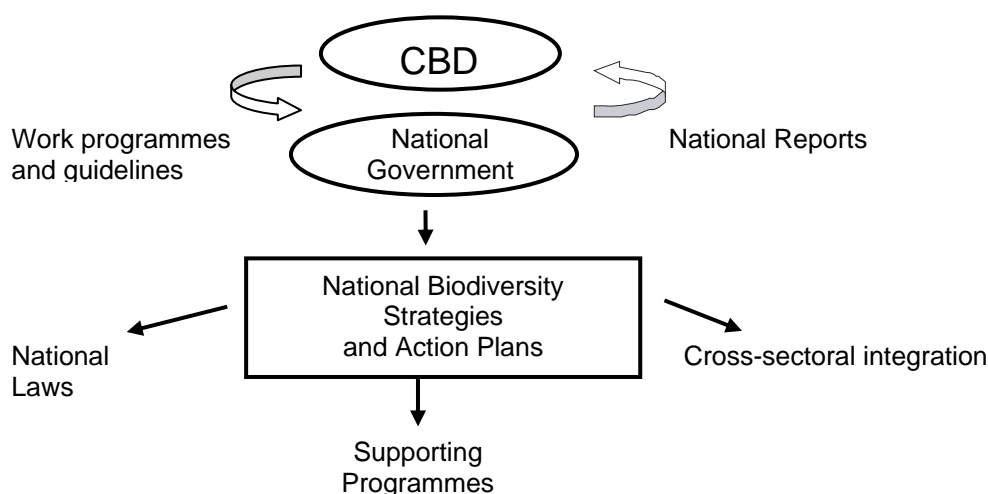 CBD
Work programmes
and guidelines
National
Government
National Reports
National Biodiversity
Strategies
and Action Plans
National
Laws
Cross-sectoral integration
Supporting
Programmes